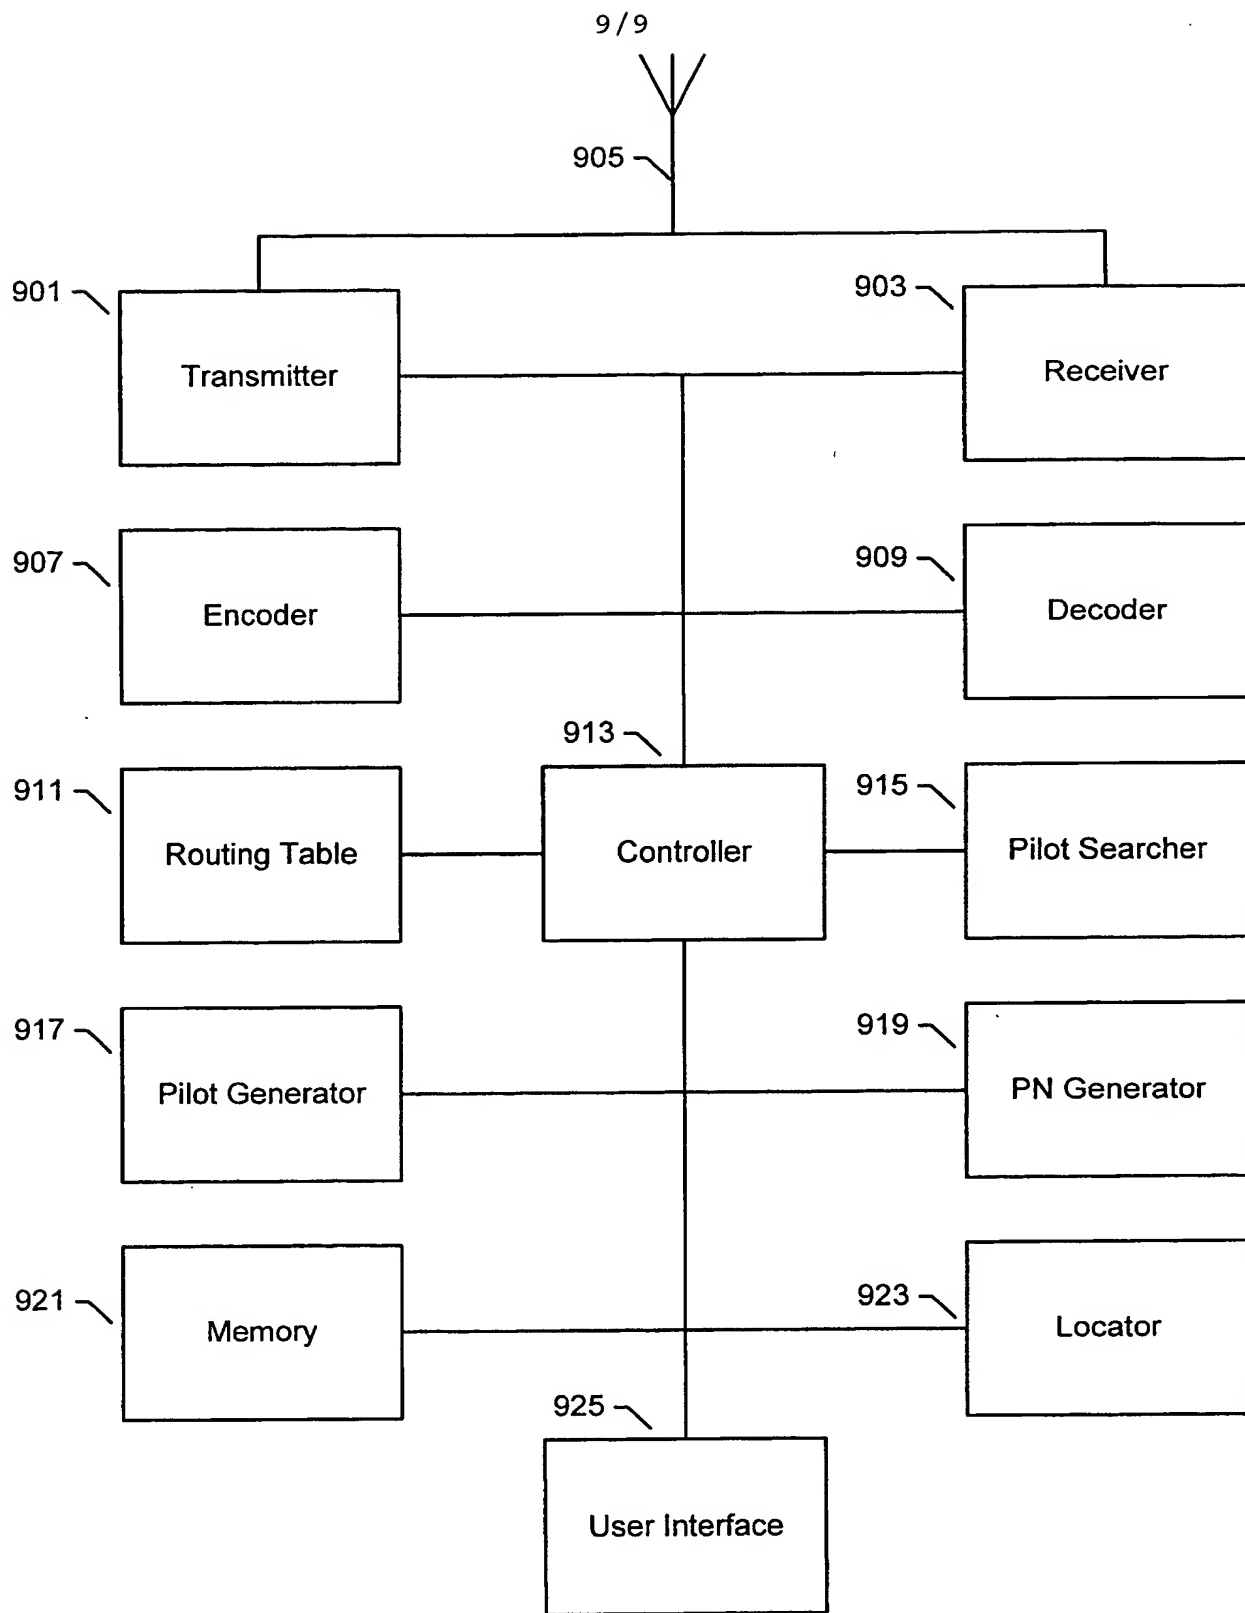 9/9
905
901
903
Transmitter
Receiver
907
909
Encoder
Decoder
913
911
915
Routing Table
Controller
Pilot Searcher
917
919
Pilot Generator
PN Generator
921
923
Memory
Locator
925
User Interface